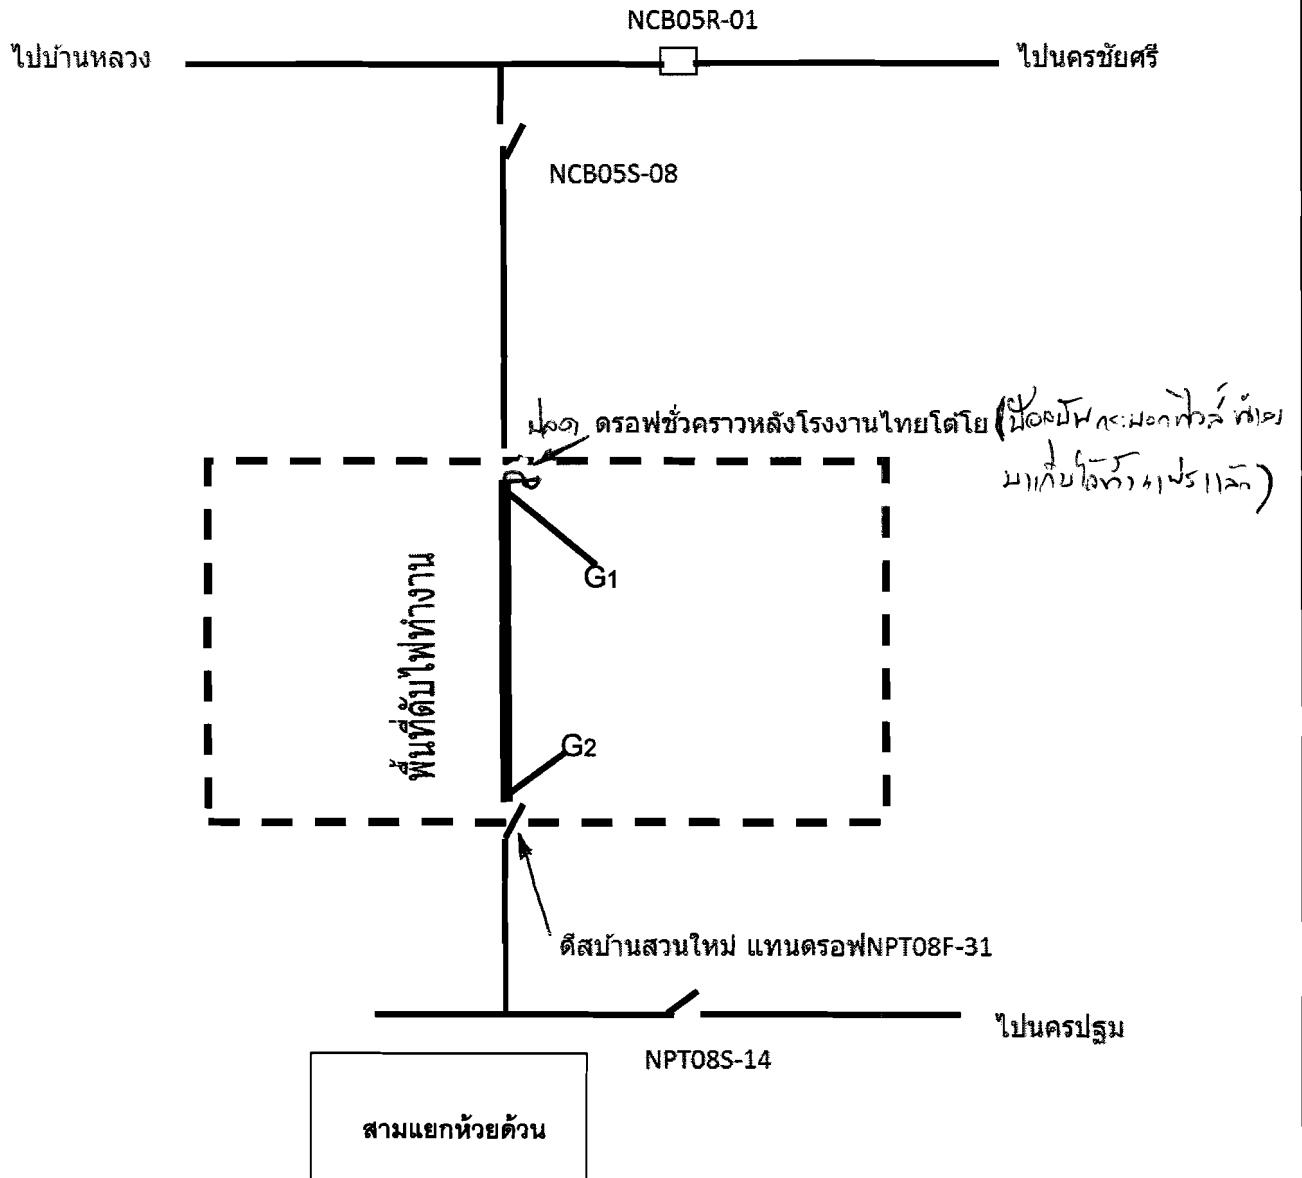 NCB05R-01
ไปบ้านหลวง
ไปนครชัยศรี
NCB05S-08
ปลด ดรอฟชั่วคราวหลังโรงงานไทยโตโย
G1
พื้นที่ดับไฟทำงาน
G2
ดีสบ้านสวนใหม่ แทนดรอฟNPT08F-31
ไปนครปฐม
NPT08S-14
สามแยกห้วยด้วน